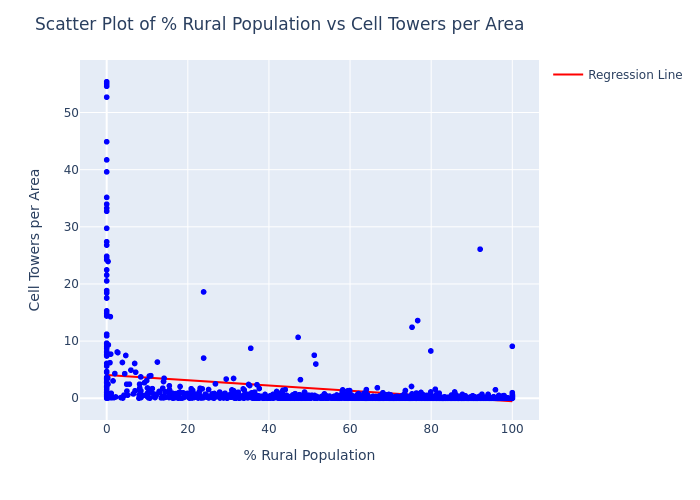 Scatter Plot of % Rural Population vs Cell Towers per Area
Regression Line
Cell Towers per Area
50
40
30
20
10
0
0 20 40 60 80 100
% Rural Population